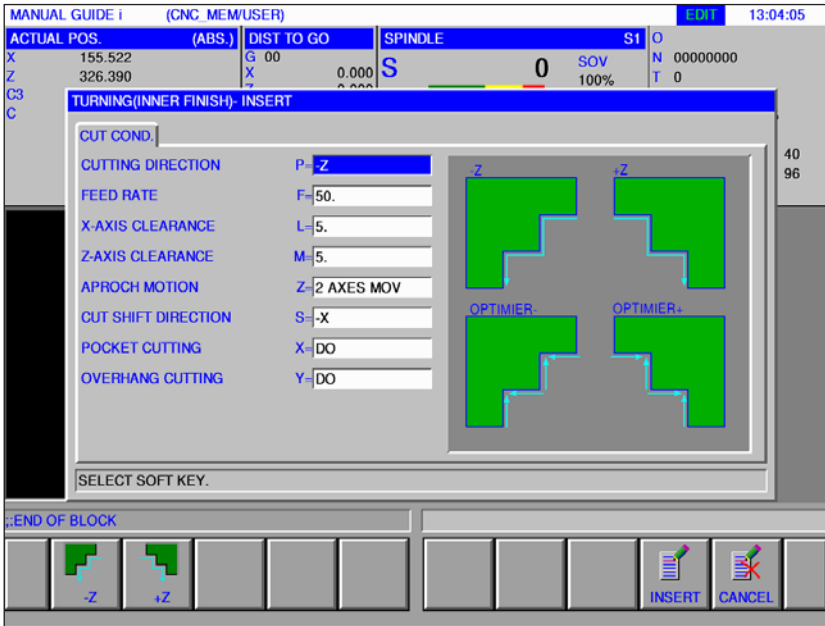 MANUAL GUIDE i (CNC_MEM/USER) EDIT 13:04:05
ACTUAL POS. (ABS.) DIST TO GO SPINDLE S1 O
X 155.522 G 00 S 0 SOV N 00000000
Z 326.390 X 0.000 100% T 0
C3
C
40
96
TURNING(INNER FINISH)- INSERT
CUT COND.
CUTTING DIRECTION P=-Z
FEED RATE F=50.
X-AXIS CLEARANCE L=5.
Z-AXIS CLEARANCE M=5.
APROCH MOTION Z=2 AXES MOV
CUT SHIFT DIRECTION S=-X
POCKET CUTTING X=DO
OVERHANG CUTTING Y=DO
-Z +Z
OPTIMIER- OPTIMIER+
SELECT SOFT KEY.
;:END OF BLOCK
-Z +Z INSERT CANCEL